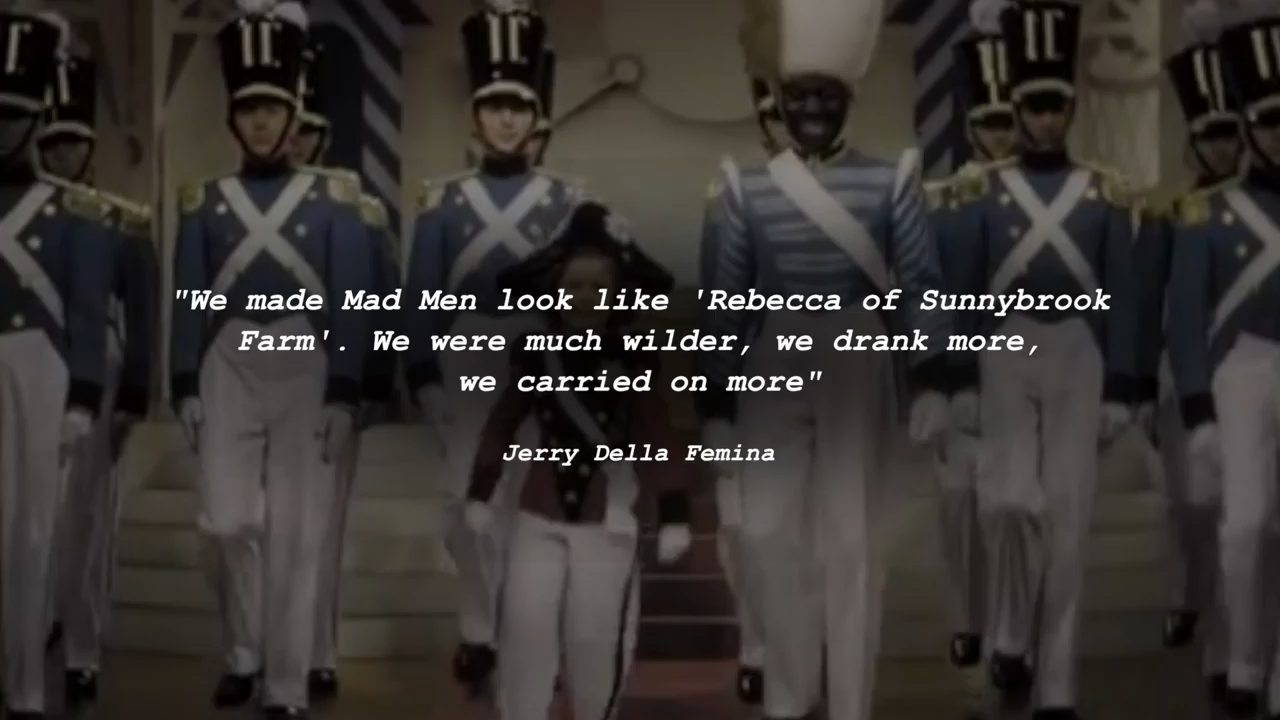 "We made Mad Men look like 'Rebecca of Sunnybrook
Farm'. We were much wilder, we drank more,
we carried on more"
Jerry Della Femina